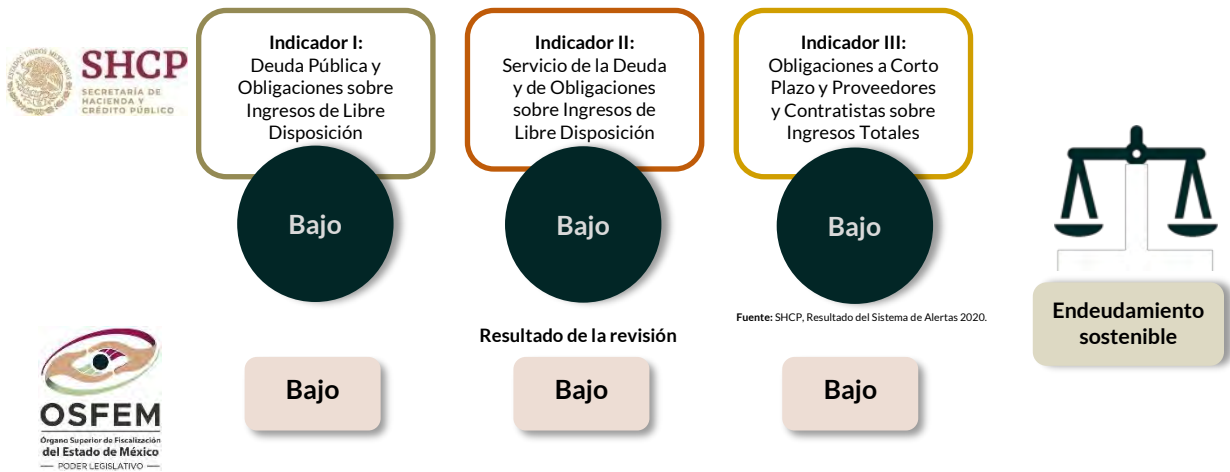 SHCP
SECRETARÍA DE
HACIENDA Y
CRÉDITO PÚBLICO
Indicador I:
Deuda Pública y
Obligaciones sobre
Ingresos de Libre
Disposición
Bajo
Indicador II:
Servicio de la Deuda
y de Obligaciones
sobre Ingresos de
Libre Disposición
Bajo
Indicador III:
Obligaciones a Corto
Plazo y Proveedores
y Contratistas sobre
Ingresos Totales
Bajo
Fuente: SHCP, Resultado del Sistema de Alertas 2020.
Endeudamiento
sostenible
Resultado de la revisión
OSFEM
Órgano Superior de Fiscalización
del Estado de México
PODER LEGISLATIVO
Bajo
Bajo
Bajo